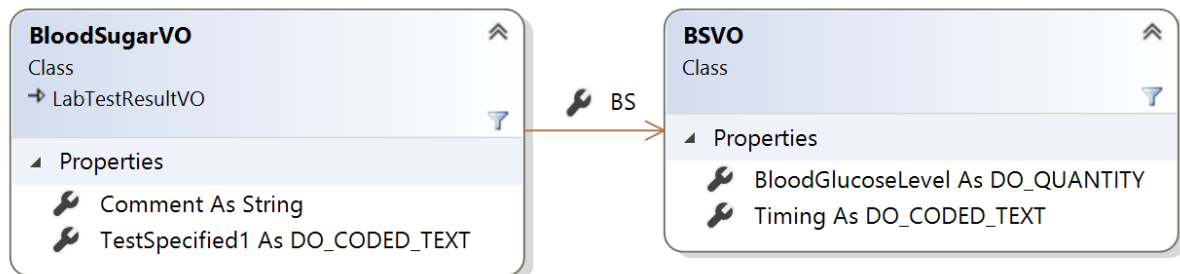 BloodSugarVO
Class
LabTestResultVO
Properties
Comment As String
TestSpecified1 As DO_CODED_TEXT
BS
BSVO
Class
Properties
BloodGlucoseLevel As DO_QUANTITY
Timing As DO_CODED_TEXT